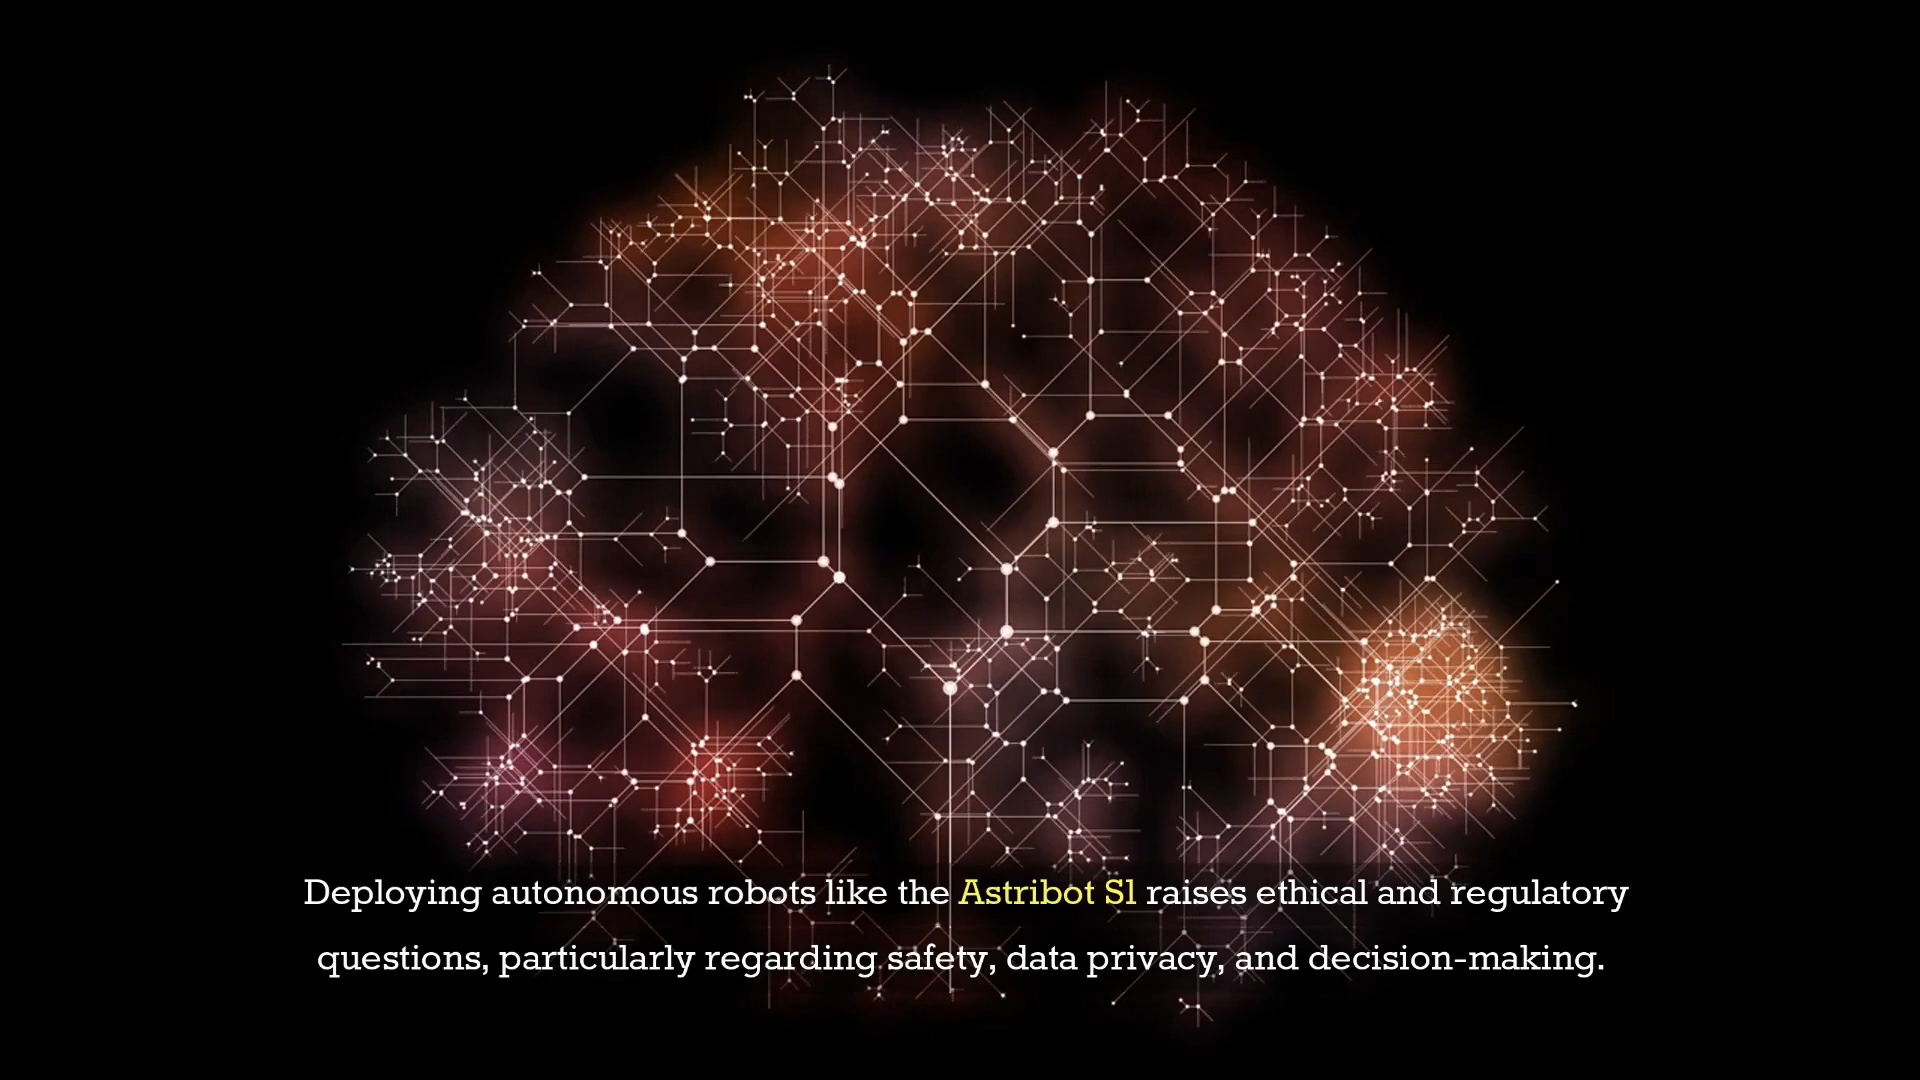 Deploying autonomous robots like the Astribot S1 raises ethical and regulatory
questions, particularly regarding safety, data privacy, and decision-making.